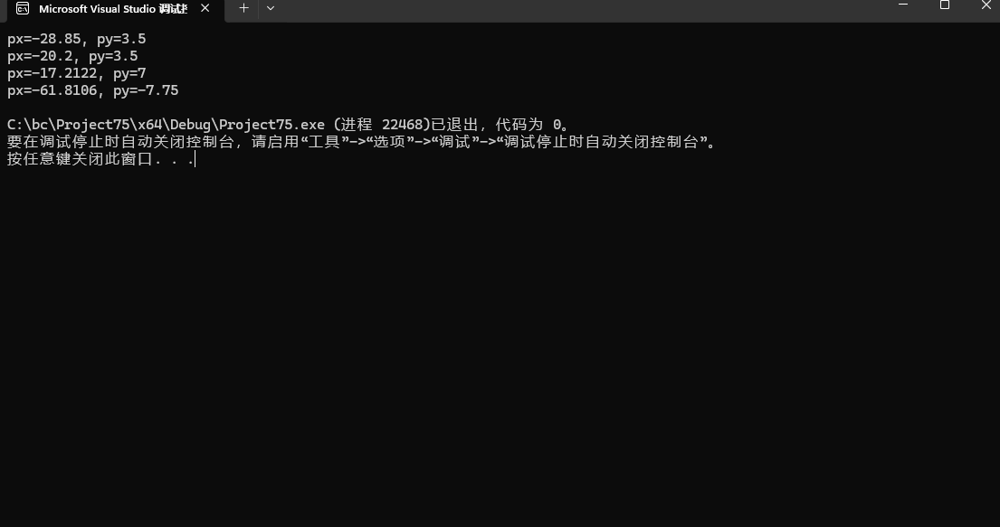 Microsoft Visual Studio 调试
px=-28.85, py=3.5
px=-20.2, py=3.5
px=-17.2122, py=7
px=-61.8106, py=-7.75
C:\bc\Project75\x64\Debug\Project75.exe (进程 22468)已退出，代码为 0。
要在调试停止时自动关闭控制台，请启用“工具”->“选项”->“调试”->“调试停止时自动关闭控制台”。
按任意键关闭此窗口. . .